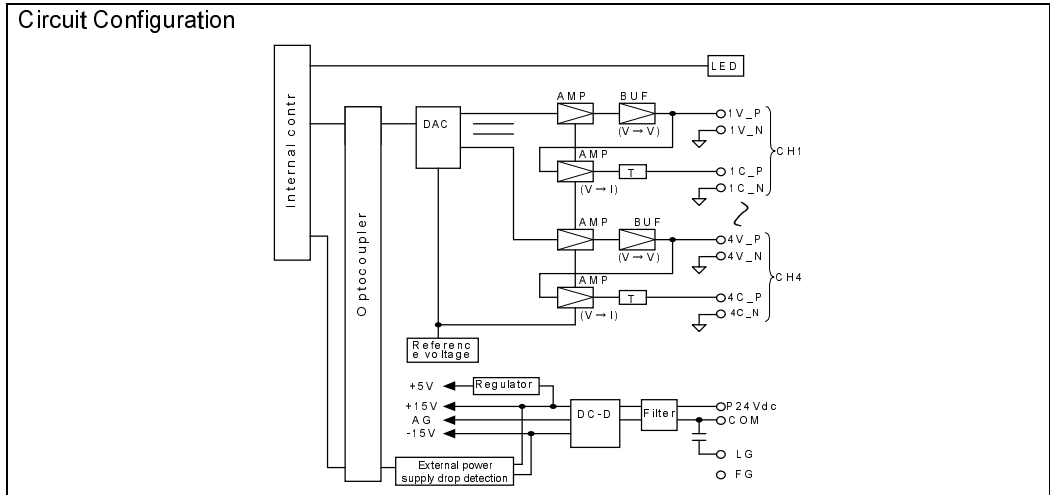 Circuit Configuration
Internal contr
LED
Optocoupler
DAC
AMP
BUF
(V→V)
1V_P
1V_N
AMP
(V→I)
T
1C_P
1C_N
CH1
AMP
BUF
(V→V)
4V_P
4V_N
AMP
(V→I)
T
4C_P
4C_N
CH4
Referenc
e voltage
+5V
Regulator
+15V
AG
-15V
DC-D
Filter
P24Vdc
COM
LG
FG
External power
supply drop detection